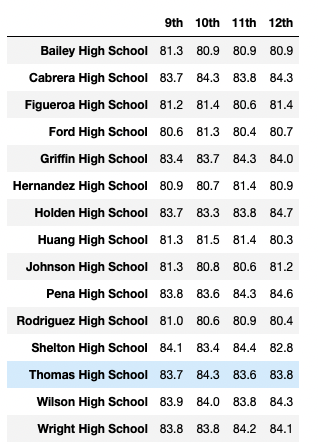 9th 10th 11th 12th
Bailey High School 81.3 80.9 80.9 80.9
Cabrera High School 83.7 84.3 83.8 84.3
Figueroa High School 81.2 81.4 80.6 81.4
Ford High School 80.6 81.3 80.4 80.7
Griffin High School 83.4 83.7 84.3 84.0
Hernandez High School 80.9 80.7 81.4 80.9
Holden High School 83.7 83.3 83.8 84.7
Huang High School 81.3 81.5 81.4 80.3
Johnson High School 81.3 80.8 80.6 81.2
Pena High School 83.8 83.6 84.3 84.6
Rodriguez High School 81.0 80.6 80.9 80.4
Shelton High School 84.1 83.4 84.4 82.8
Thomas High School 83.7 84.3 83.6 83.8
Wilson High School 83.9 84.0 83.8 84.3
Wright High School 83.8 83.8 84.2 84.1